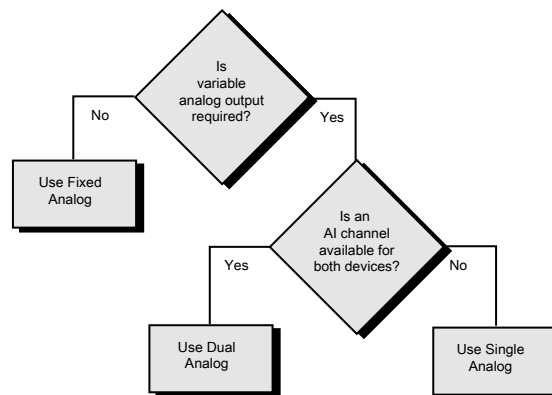 Is
variable
analog output
required?
No
Yes
Use Fixed
Analog
Is an
AI channel
available for
both devices?
Yes
No
Use Dual
Analog
Use Single
Analog